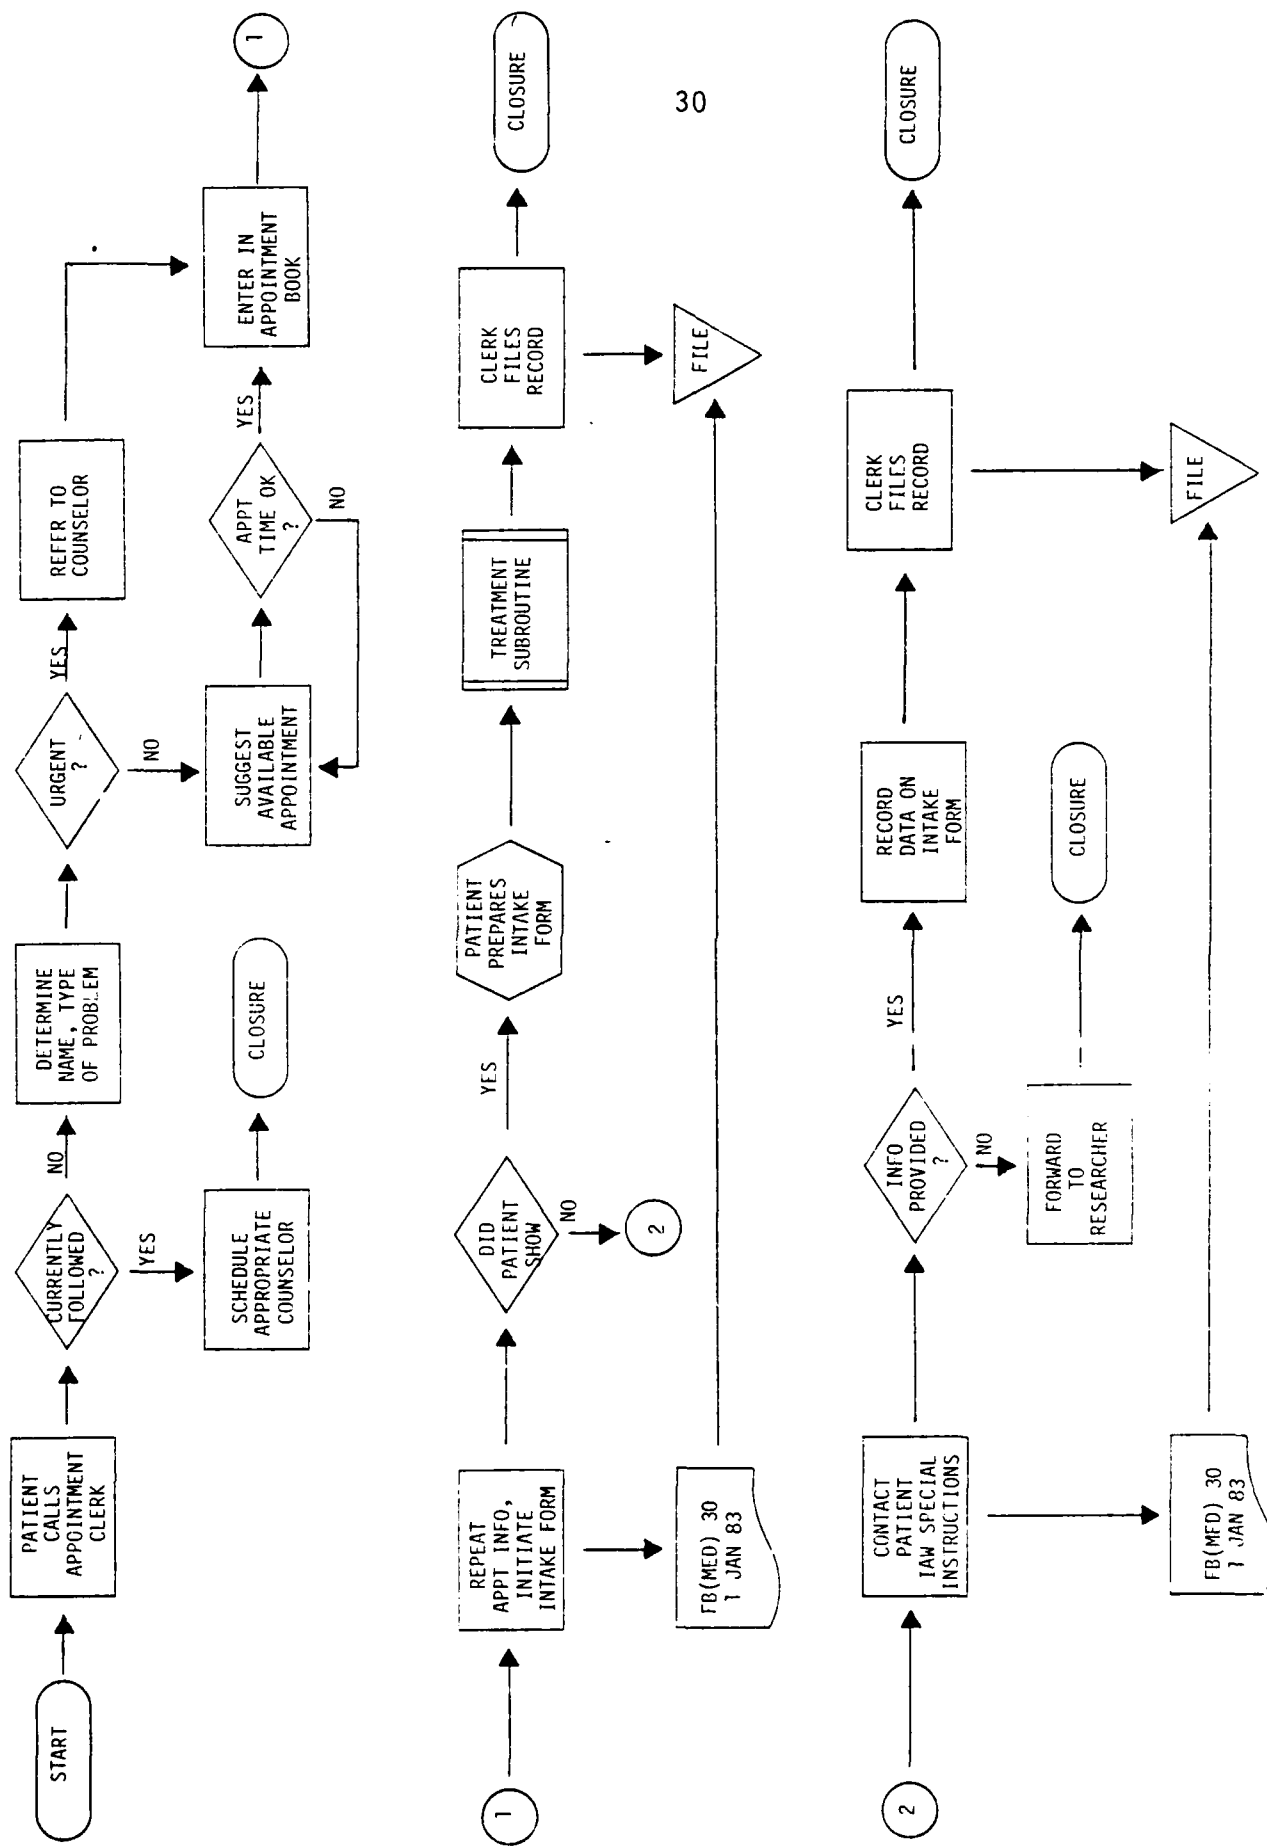 START
PATIENT
CALLS
APPOINTMENT
CLERK
CURRENTLY
FOLLOWED
?
NO
YES
DETERMINE
NAME, TYPE
OF PROBLEM
URGENT
?
YES
NO
REFER TO
COUNSELOR
SCHEDULE
APPROPRIATE
COUNSELOR
CLOSURE
SUGGEST
AVAILABLE
APPOINTMENT
APPT
TIME OK
?
YES
NO
ENTER IN
APPOINTMENT
BOOK
1
1
REPEAT
APPT INFO,
INITIATE
INTAKE FORM
DID
PATIENT
SHOW
YES
NO
2
PATIENT
PREPARES
INTAKE
FORM
TREATMENT
SUBROUTINE
CLERK
FILES
RECORD
CLOSURE
FB(MED) 30
1 JAN 83
FILE
30
2
CONTACT
PATIENT
IAW SPECIAL
INSTRUCTIONS
INFO
PROVIDED
?
YES
NO
RECORD
DATA ON
INTAKE
FORM
CLERK
FILES
RECORD
CLOSURE
FORWARD
TO
RESEARCHER
CLOSURE
FB(MED) 30
1 JAN 83
FILE